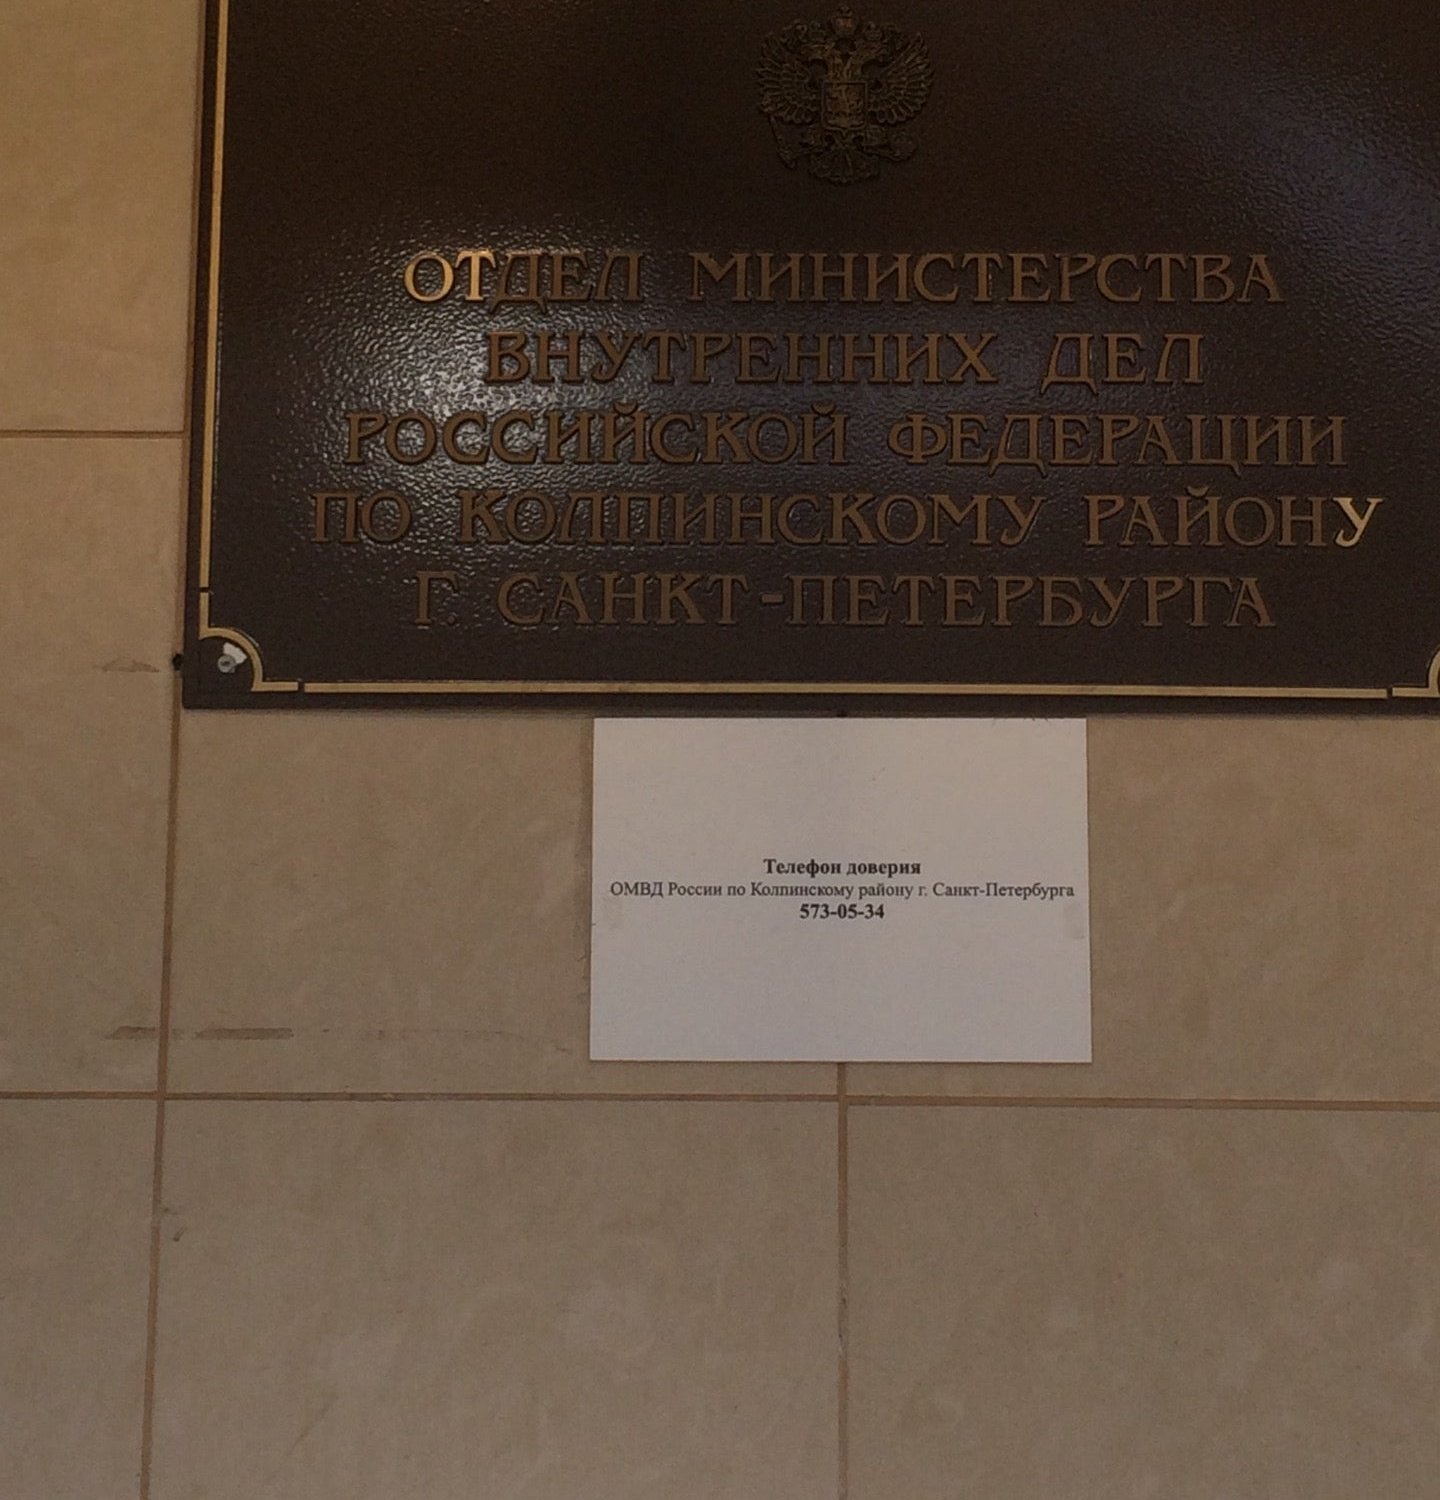 ОТДЕЛ МИНИСТЕРСТВА
ВНУТРЕННИХ ДЕЛ
РОССИЙСКОЙ ФЕДЕРАЦИИ
ПО КОЛПИНСКОМУ РАЙОНУ
Г. САНКТ-ПЕТЕРБУРГА
Телефон доверия
ОМВД России по Колпинскому району г. Санкт-Петербурга
573-05-34